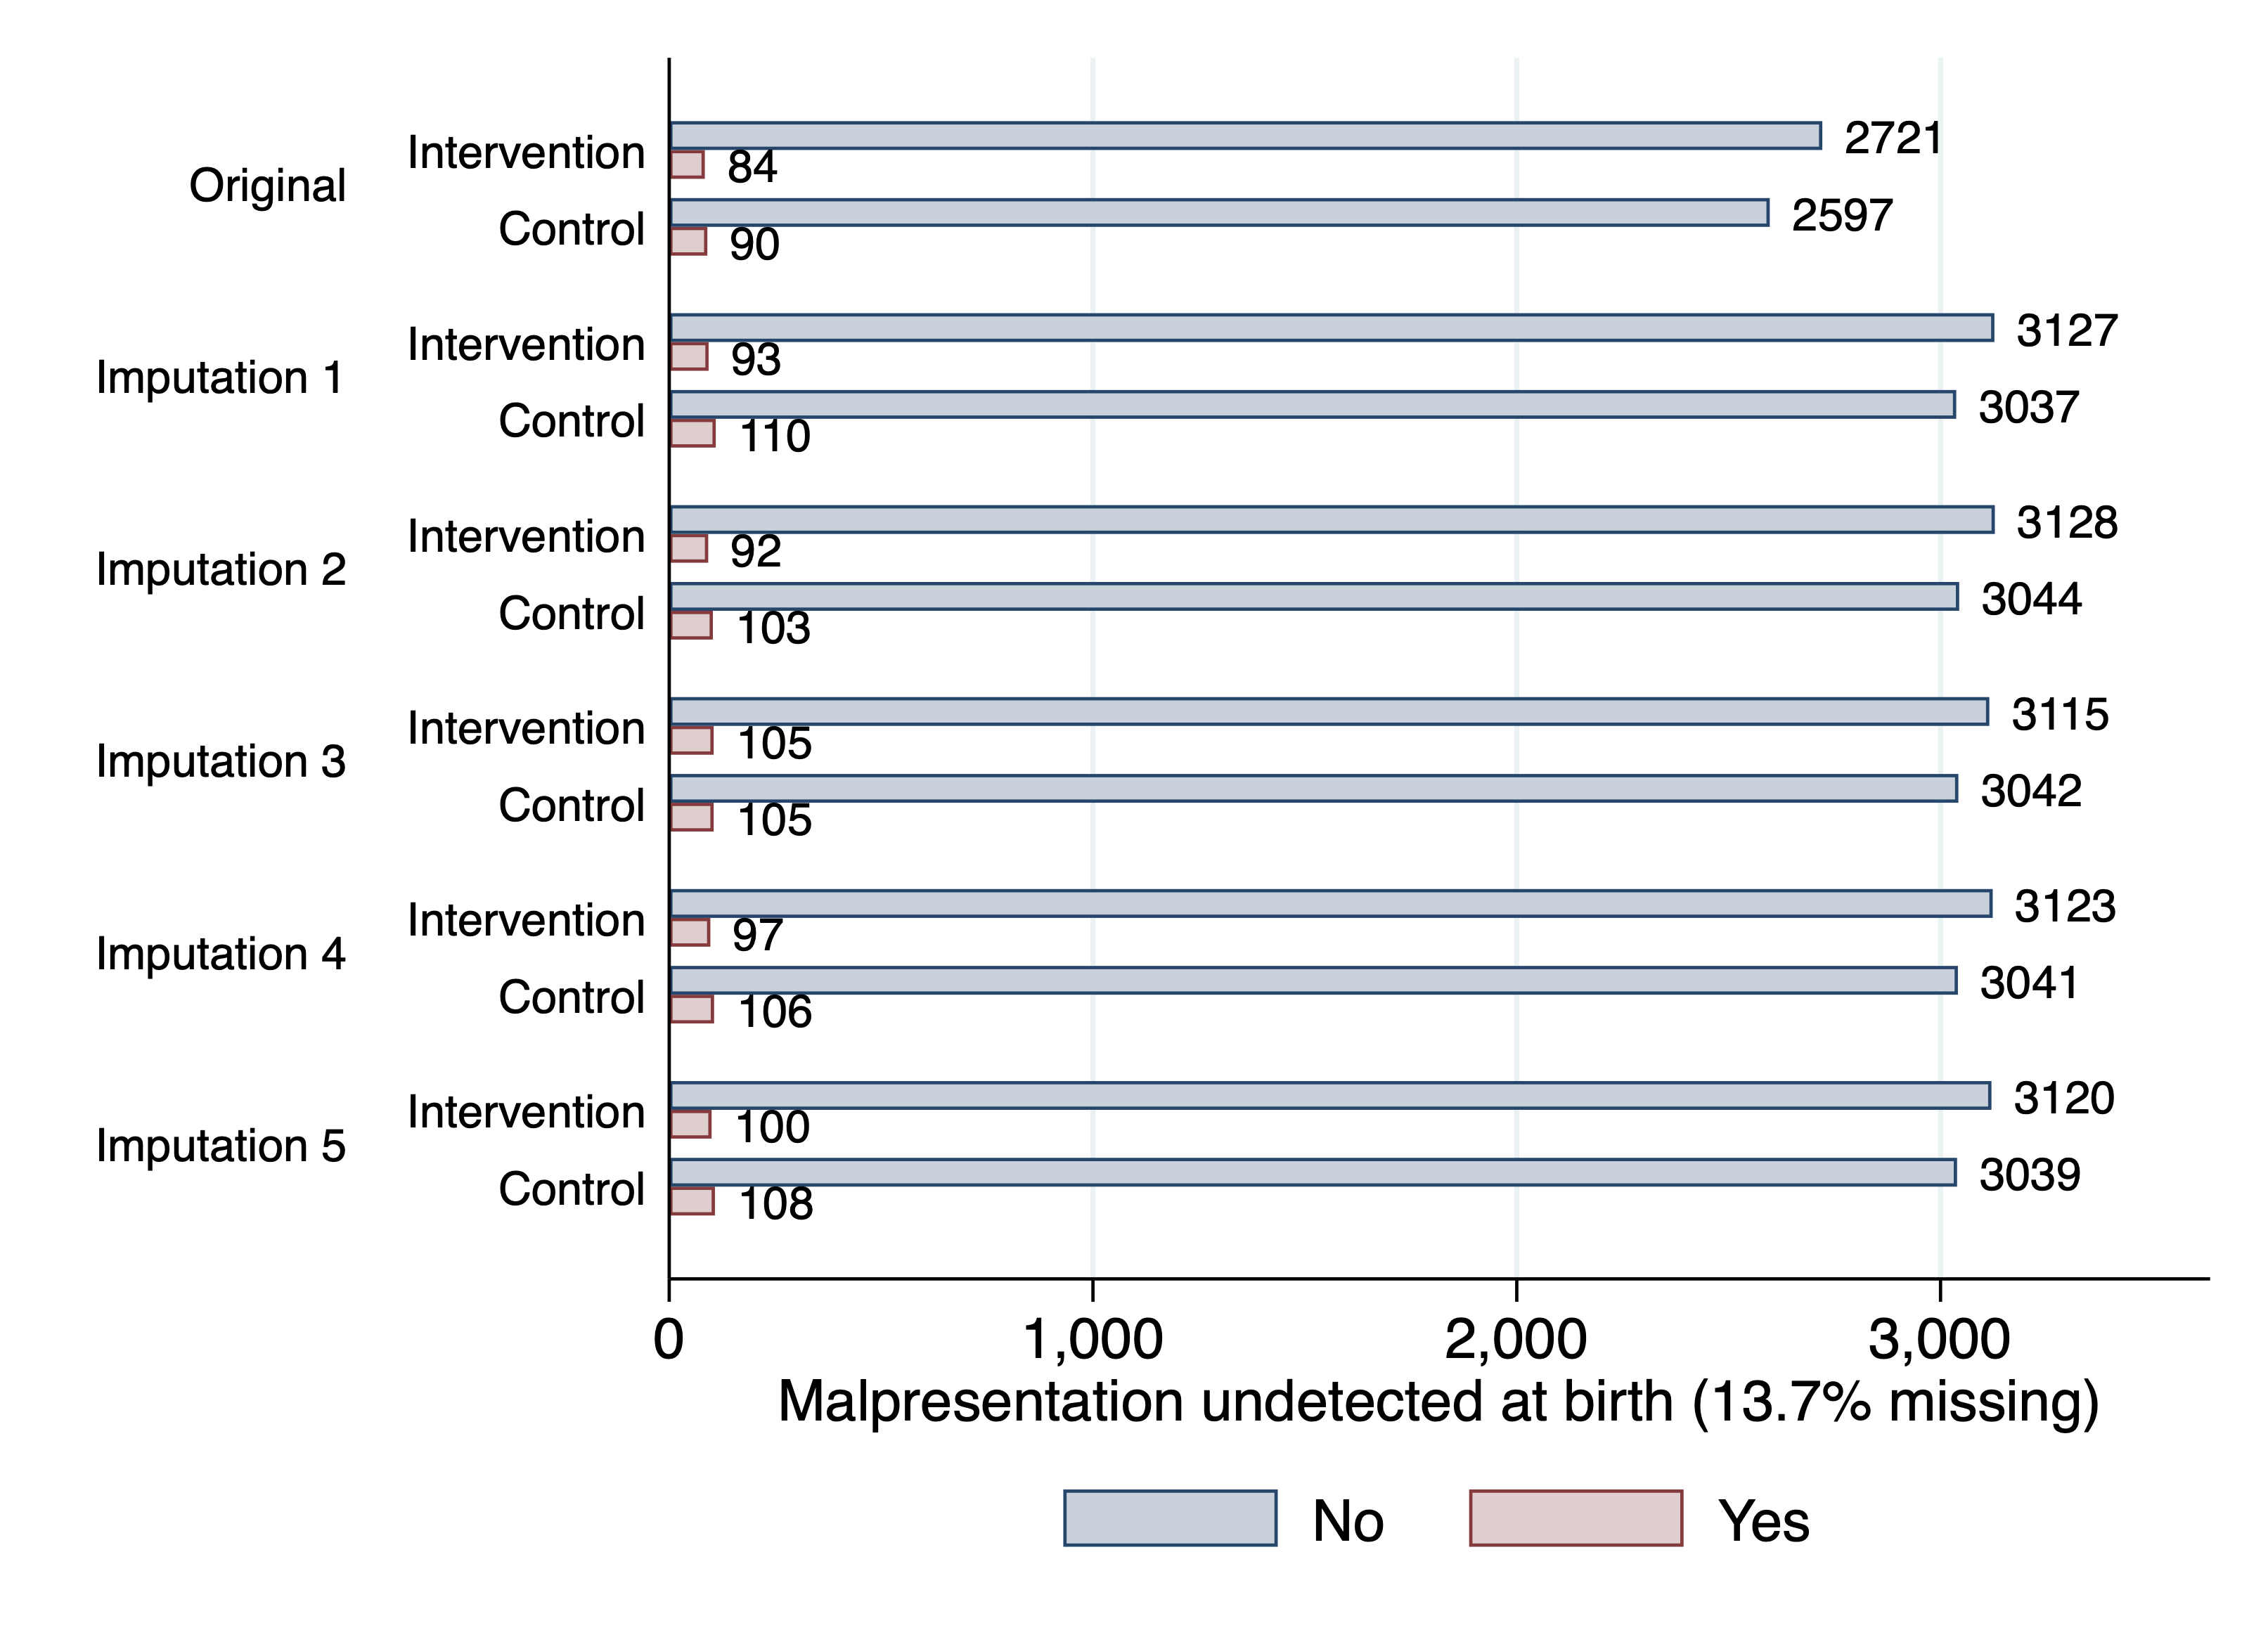 Original
Intervention
2721
84
Control
2597
90
Imputation 1
Intervention
3127
93
Control
3037
110
Imputation 2
Intervention
3128
92
Control
3044
103
Imputation 3
Intervention
3115
105
Control
3042
105
Imputation 4
Intervention
3123
97
Control
3041
106
Imputation 5
Intervention
3120
100
Control
3039
108
0 1,000 2,000 3,000
Malpresentation undetected at birth (13.7% missing)
No Yes